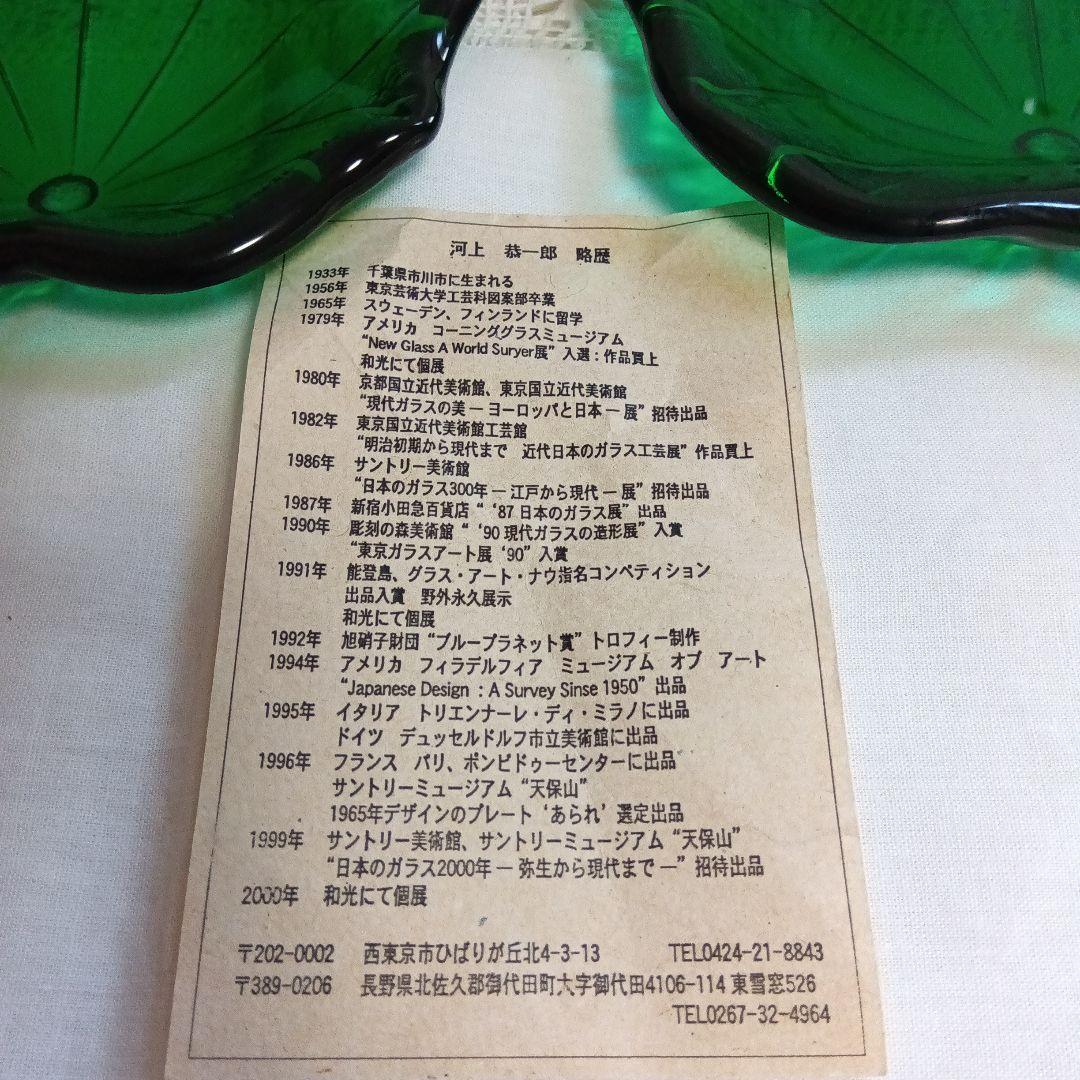 河上 恭一郎 略歴
1933年 千葉県市川市に生まれる
1956年 東京芸術大学工芸科図案部卒業
1965年 スウェーデン、フィンランドに留学
1979年 アメリカ コーニンググラスミュージアム
“New Glass A World Suryer展” 入選：作品買上
和光にて個展
1980年 京都国立近代美術館、東京国立近代美術館
“現代ガラスの美 ー ヨーロッパと日本 ー 展” 招待出品
1982年 東京国立近代美術館工芸館
“明治初期から現代まで 近代日本のガラス工芸展” 作品買上
1986年 サントリー美術館
“日本のガラス300年 ー 江戸から現代 ー 展” 招待出品
1987年 新宿小田急百貨店 “ ‘87 日本のガラス展” 出品
1990年 彫刻の森美術館 “ ‘90 現代ガラスの造形展” 入賞
“東京ガラスアート展 ‘90” 入賞
1991年 能登島、グラス・アート・ナウ指名コンペティション
出品入賞 野外永久展示
和光にて個展
1992年 旭硝子財団 “ブループラネット賞” トロフィー制作
1994年 アメリカ フィラデルフィア ミュージアム オブ アート
“Japanese Design : A Survey Sinse 1950” 出品
1995年 イタリア トリエンナーレ・ディ・ミラノに出品
ドイツ デュッセルドルフ市立美術館に出品
1996年 フランス パリ、ポンピドゥーセンターに出品
サントリーミュージアム “天保山”
1965年デザインのプレート ‘あられ’ 選定出品
1999年 サントリー美術館、サントリーミュージアム “天保山”
“日本のガラス2000年 ー 弥生から現代まで ー” 招待出品
2000年 和光にて個展
〒202-0002 西東京市ひばりが丘北4-3-13 TEL0424-21-8843
〒389-0206 長野県北佐久郡御代田町大字御代田4106-114 東雪窓526
TEL0267-32-4964